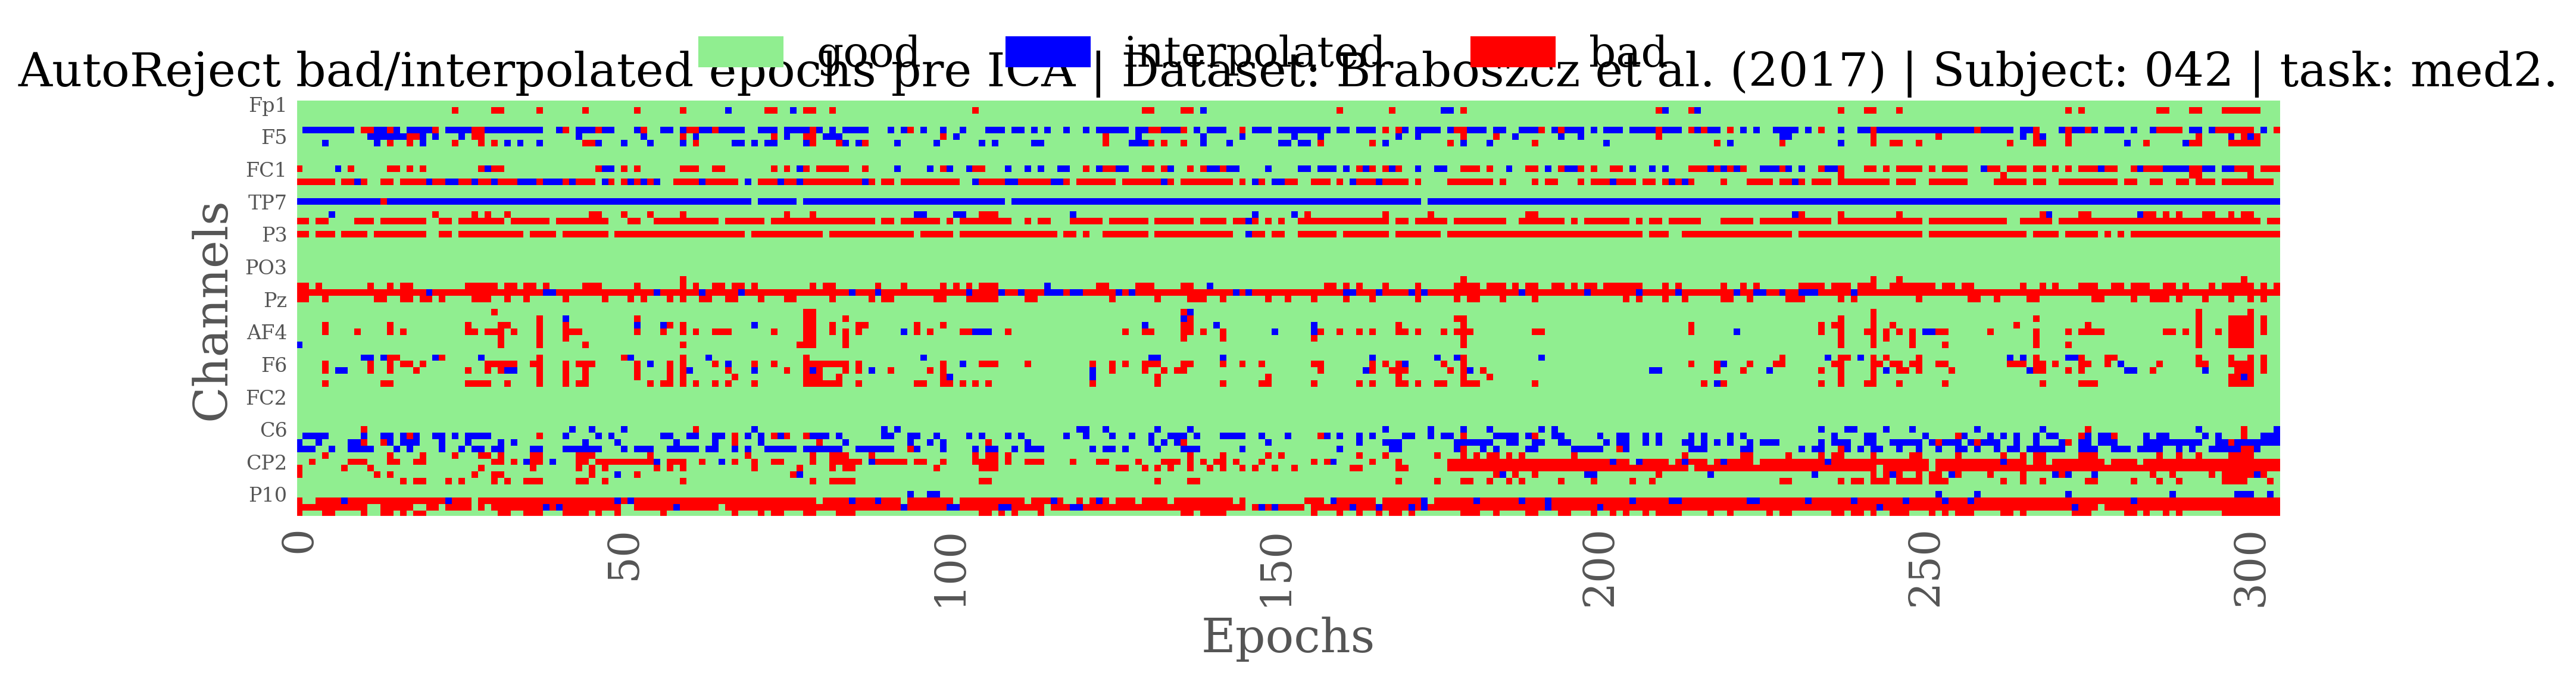 good interpolated bad
AutoReject bad/interpolated epochs pre ICA | Dataset: Braboszcz et al. (2017) | Subject: 042 | task: med2.
Channels
Fp1
F5
FC1
TP7
P3
PO3
Pz
AF4
F6
FC2
C6
CP2
P10
0 50 100 150 200 250 300
Epochs